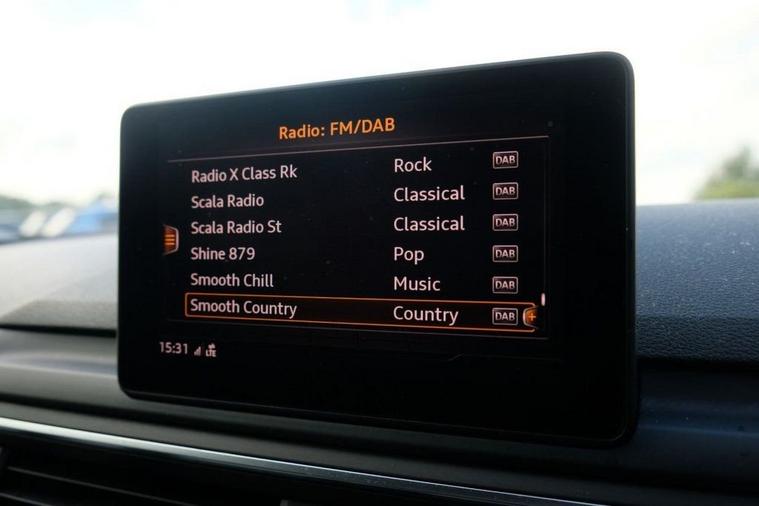 Radio: FM/DAB
Radio X Class Rk Rock DAB
Scala Radio Classical DAB
Scala Radio St Classical DAB
Shine 879 Pop DAB
Smooth Chill Music DAB
Smooth Country Country DAB +
15:31 LTE